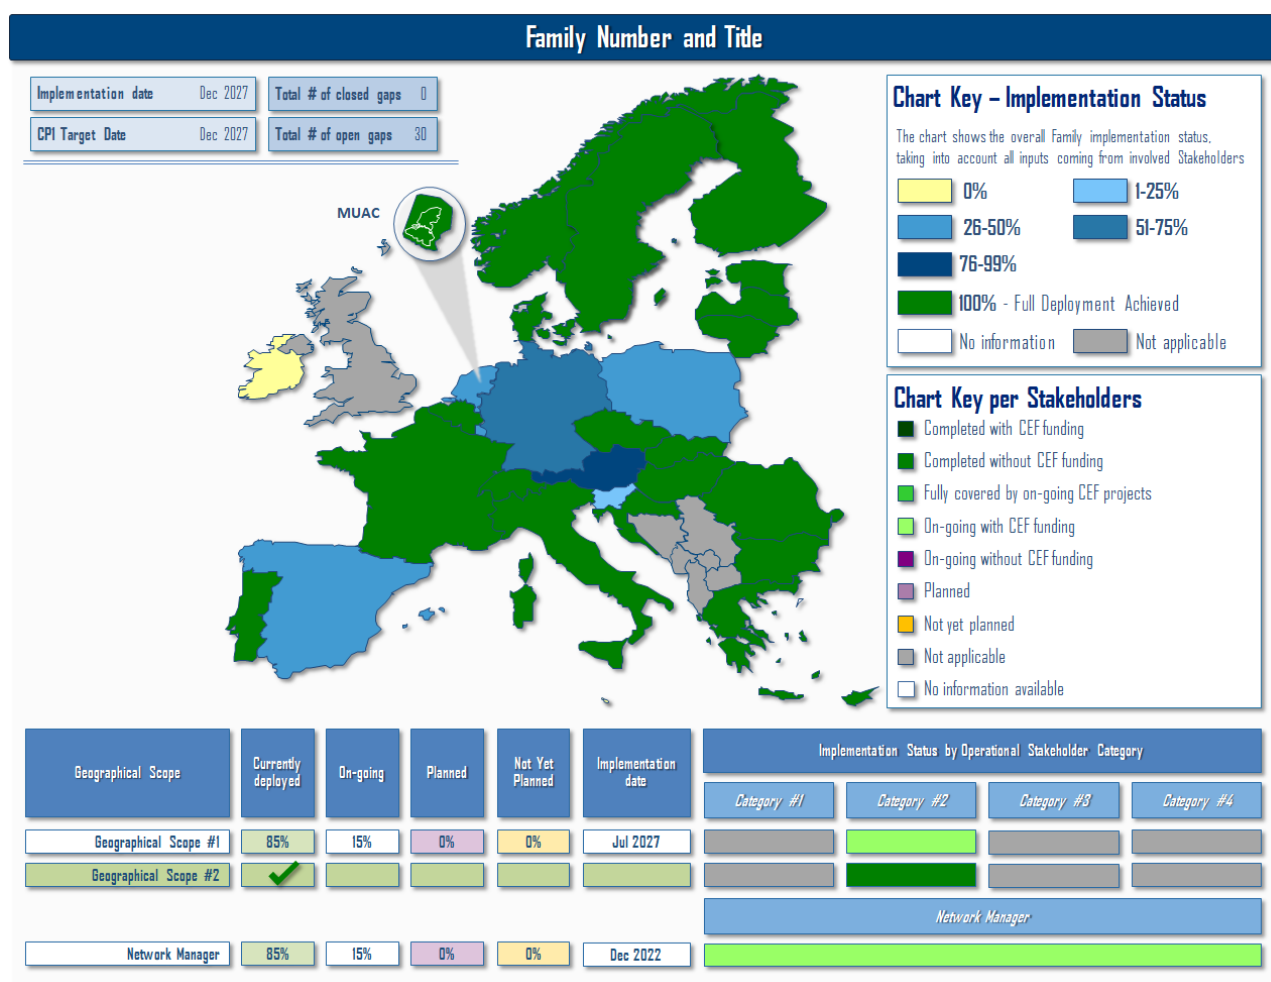 Family Number and Title
Implementation date Dec 2027
Total # of closed gaps 0
CPI Target Date Dec 2027
Total # of open gaps 30
MUAC
Chart Key – Implementation Status
The chart shows the overall Family implementation status,
taking into account all inputs coming from involved Stakeholders
0%
1-25%
26-50%
51-75%
76-99%
100% - Full Deployment Achieved
No information
Not applicable
Chart Key per Stakeholders
Completed with CEF funding
Completed without CEF funding
Fully covered by on-going CEF projects
On-going with CEF funding
On-going without CEF funding
Planned
Not yet planned
Not applicable
No information available
Geographical Scope
Currently
deployed
On-going
Planned
Not Yet
Planned
Implementation
date
Implementation Status by Operational Stakeholder Category
Category #1
Category #2
Category #3
Category #4
Geographical Scope #1 85% 15% 0% 0% Jul 2027
Geographical Scope #2
Network Manager
Network Manager 85% 15% 0% 0% Dec 2022